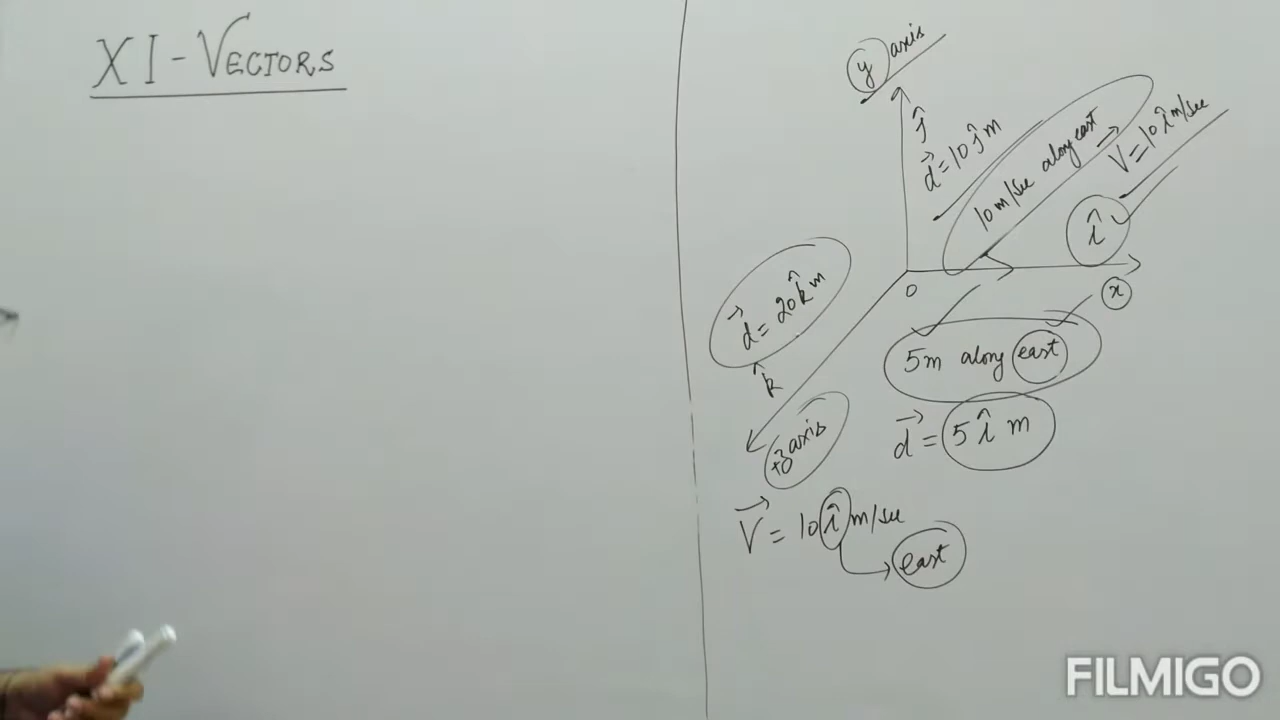 XI - VECTORS
y axis
ĵ
d⃗ = 10 ĵ m
10 m/sec along east
V⃗ = 10 î m/sec
î
0
x
d⃗ = 20 k̂ m
k̂
+z axis
5m along east
d⃗ = 5 î m
V⃗ = 10 î m/sec
east
FILMIGO